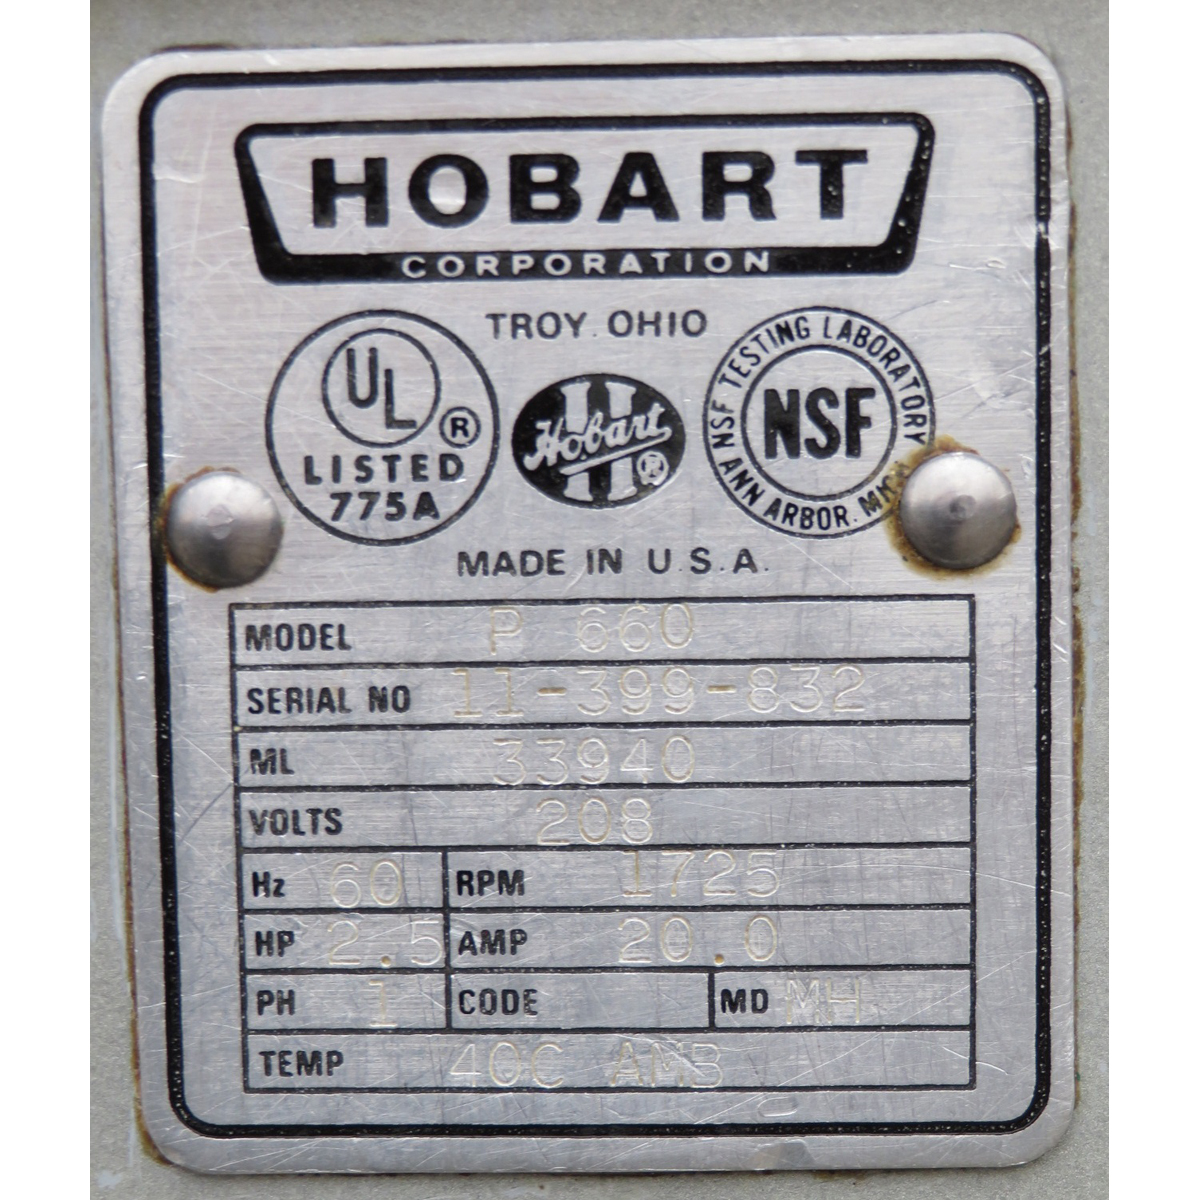 HOBART
CORPORATION
TROY, OHIO
UL ®
LISTED
775A
Hobart ®
NSF TESTING LABORATORY
NSF
ANN ARBOR, MICH
MADE IN U.S.A.
MODEL P 660
SERIAL NO 11-399-832
ML 33940
VOLTS 208
Hz 60 RPM 1725
HP 2.5 AMP 20.0
PH 1 CODE MD MH
TEMP 40C AMB